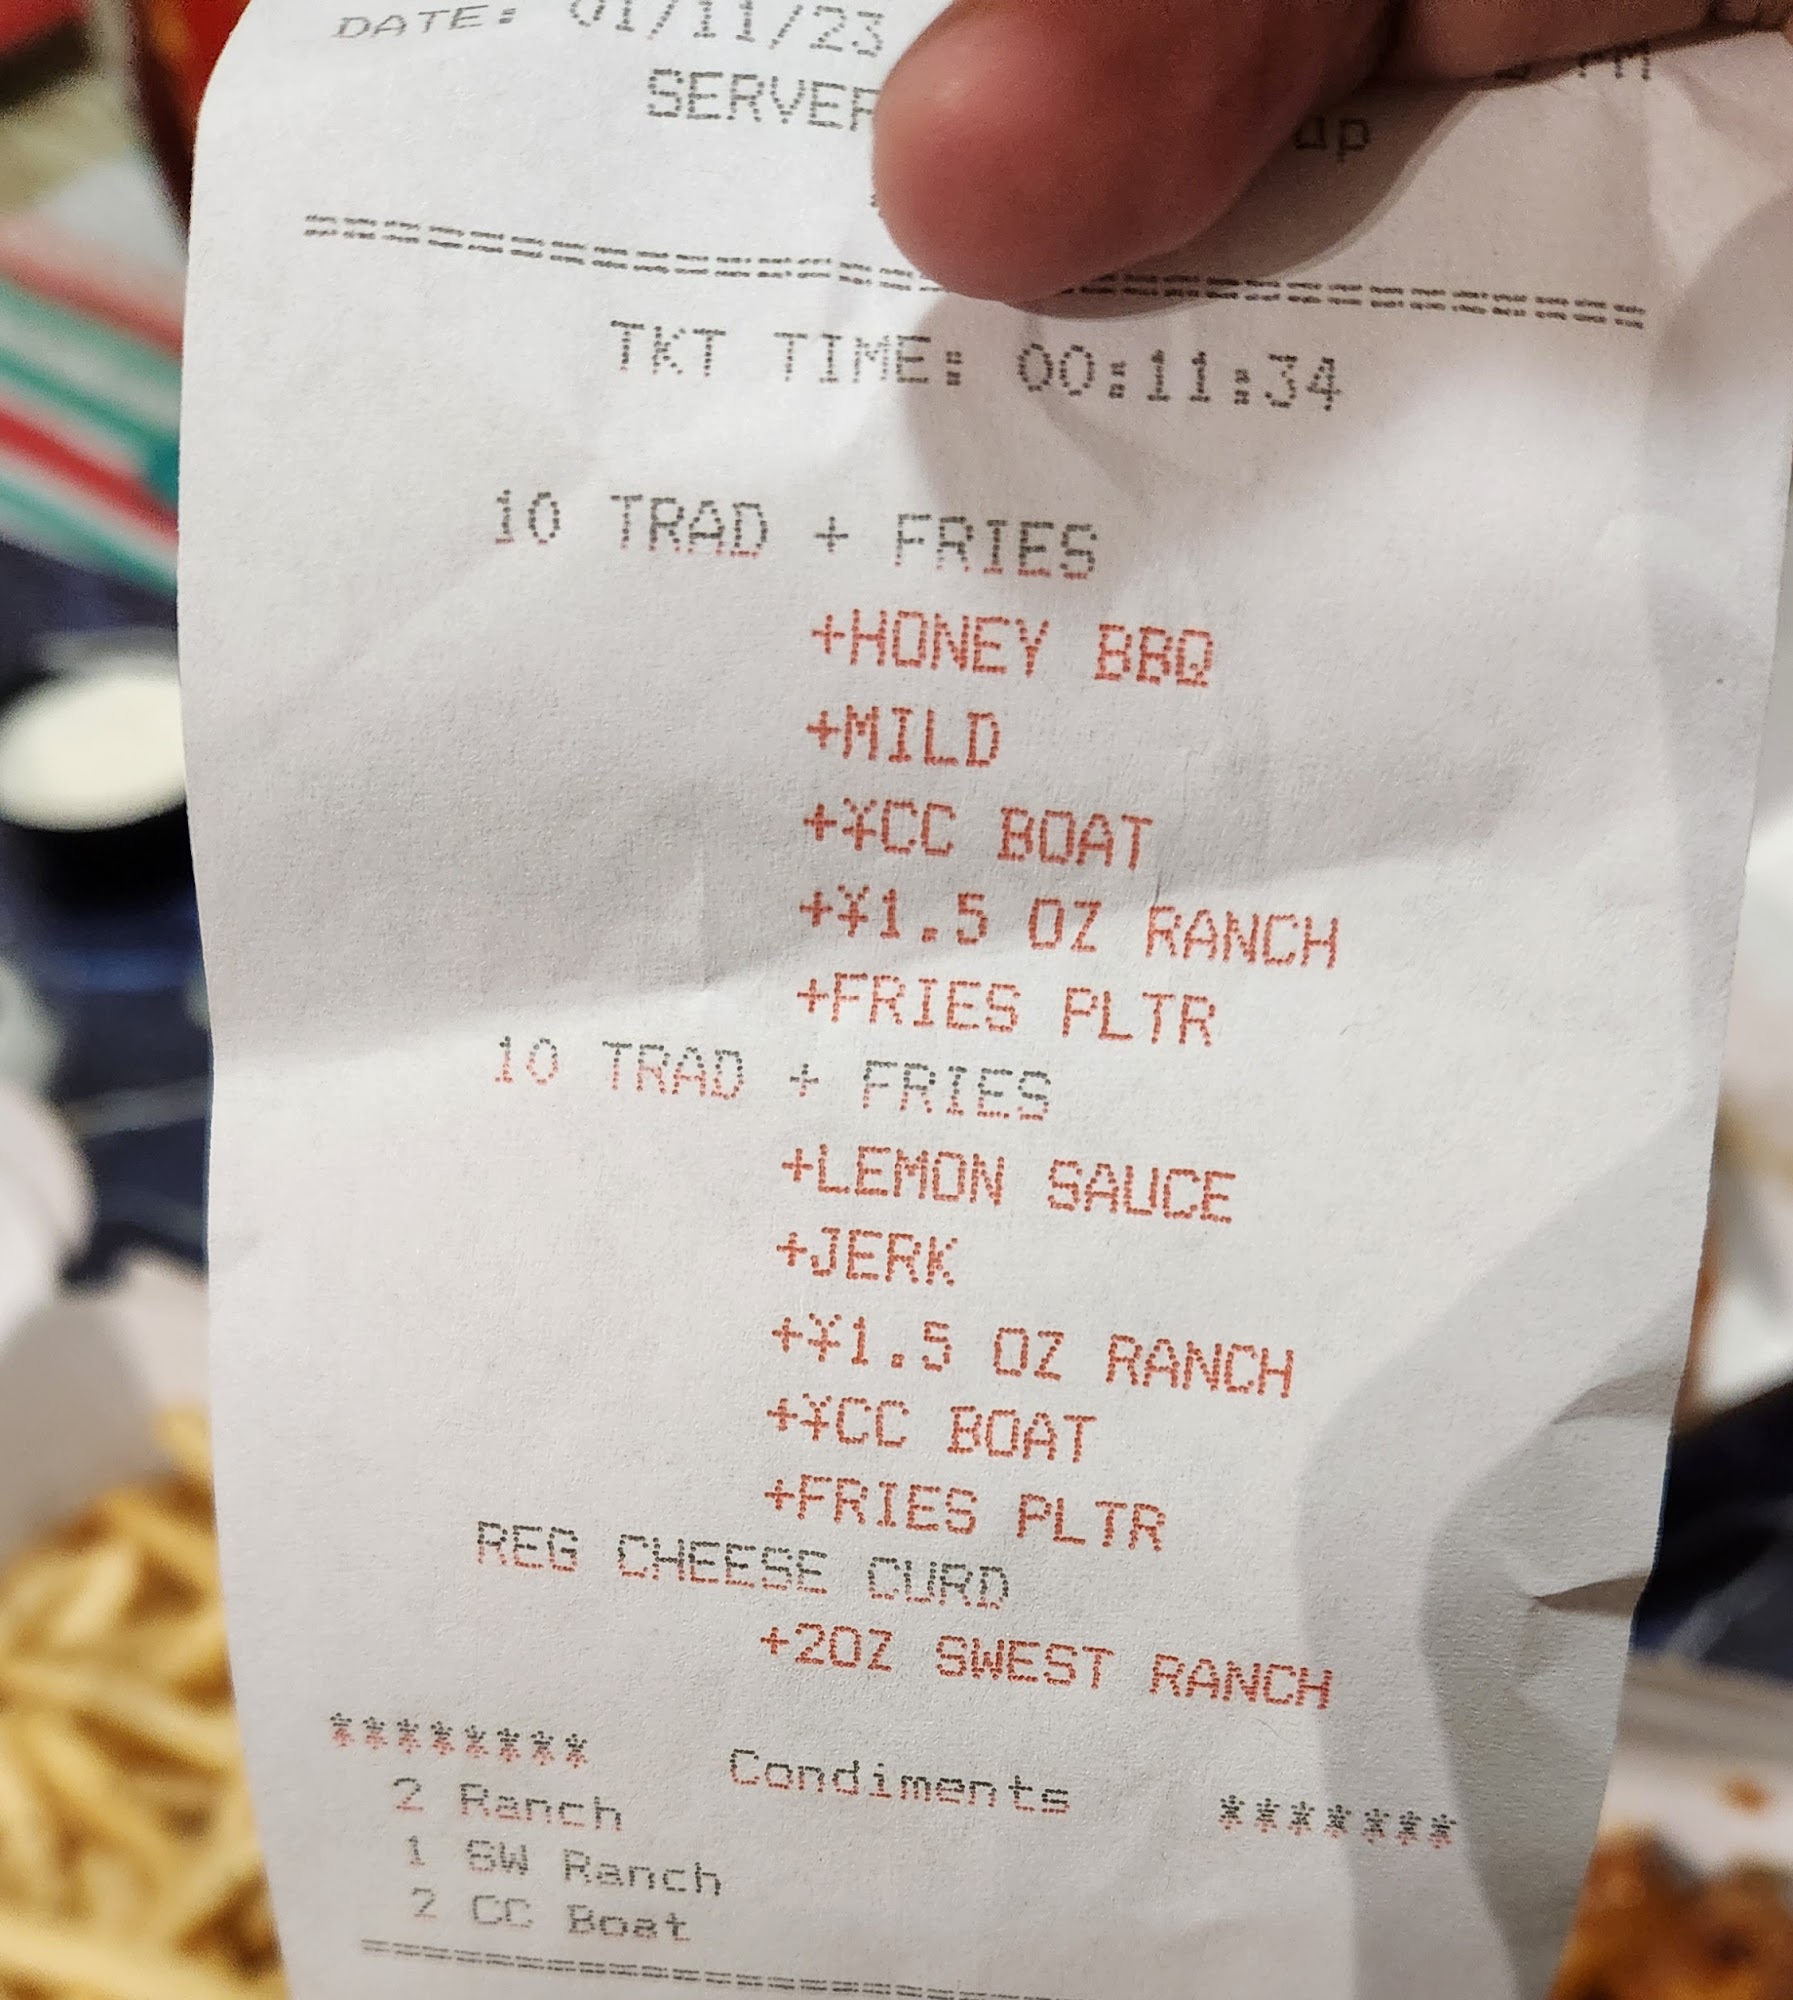 DATE: 01/11/23
SERVER
up
========================================
TKT TIME: 00:11:34
10 TRAD + FRIES
+HONEY BBQ
+MILD
+¥CC BOAT
+¥1.5 OZ RANCH
+FRIES PLTR
10 TRAD + FRIES
+LEMON SAUCE
+JERK
+¥1.5 OZ RANCH
+¥CC BOAT
+FRIES PLTR
REG CHEESE CURD
+2OZ SWEST RANCH
******** Condiments *******
2 Ranch
1 SW Ranch
2 CC Boat